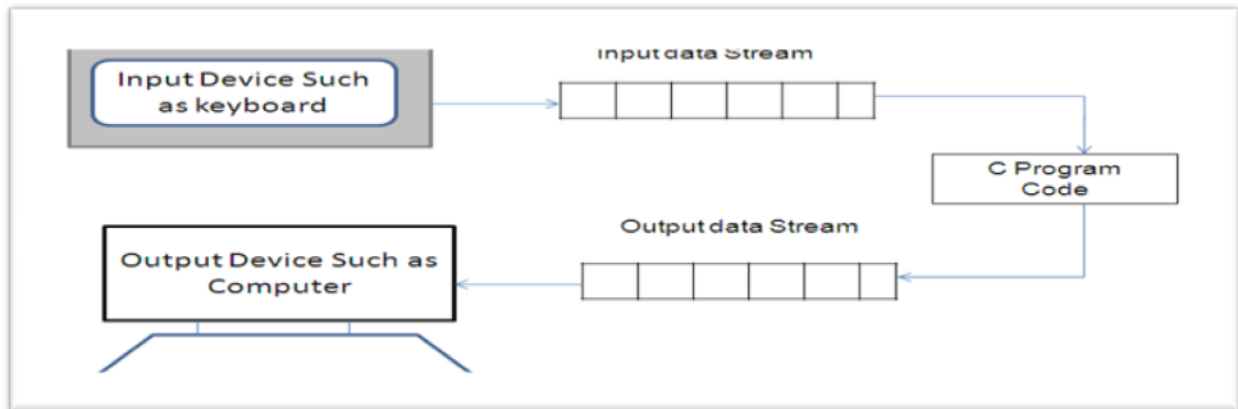 Input data Stream
Input Device Such
as keyboard
C Program
Code
Output data Stream
Output Device Such as
Computer